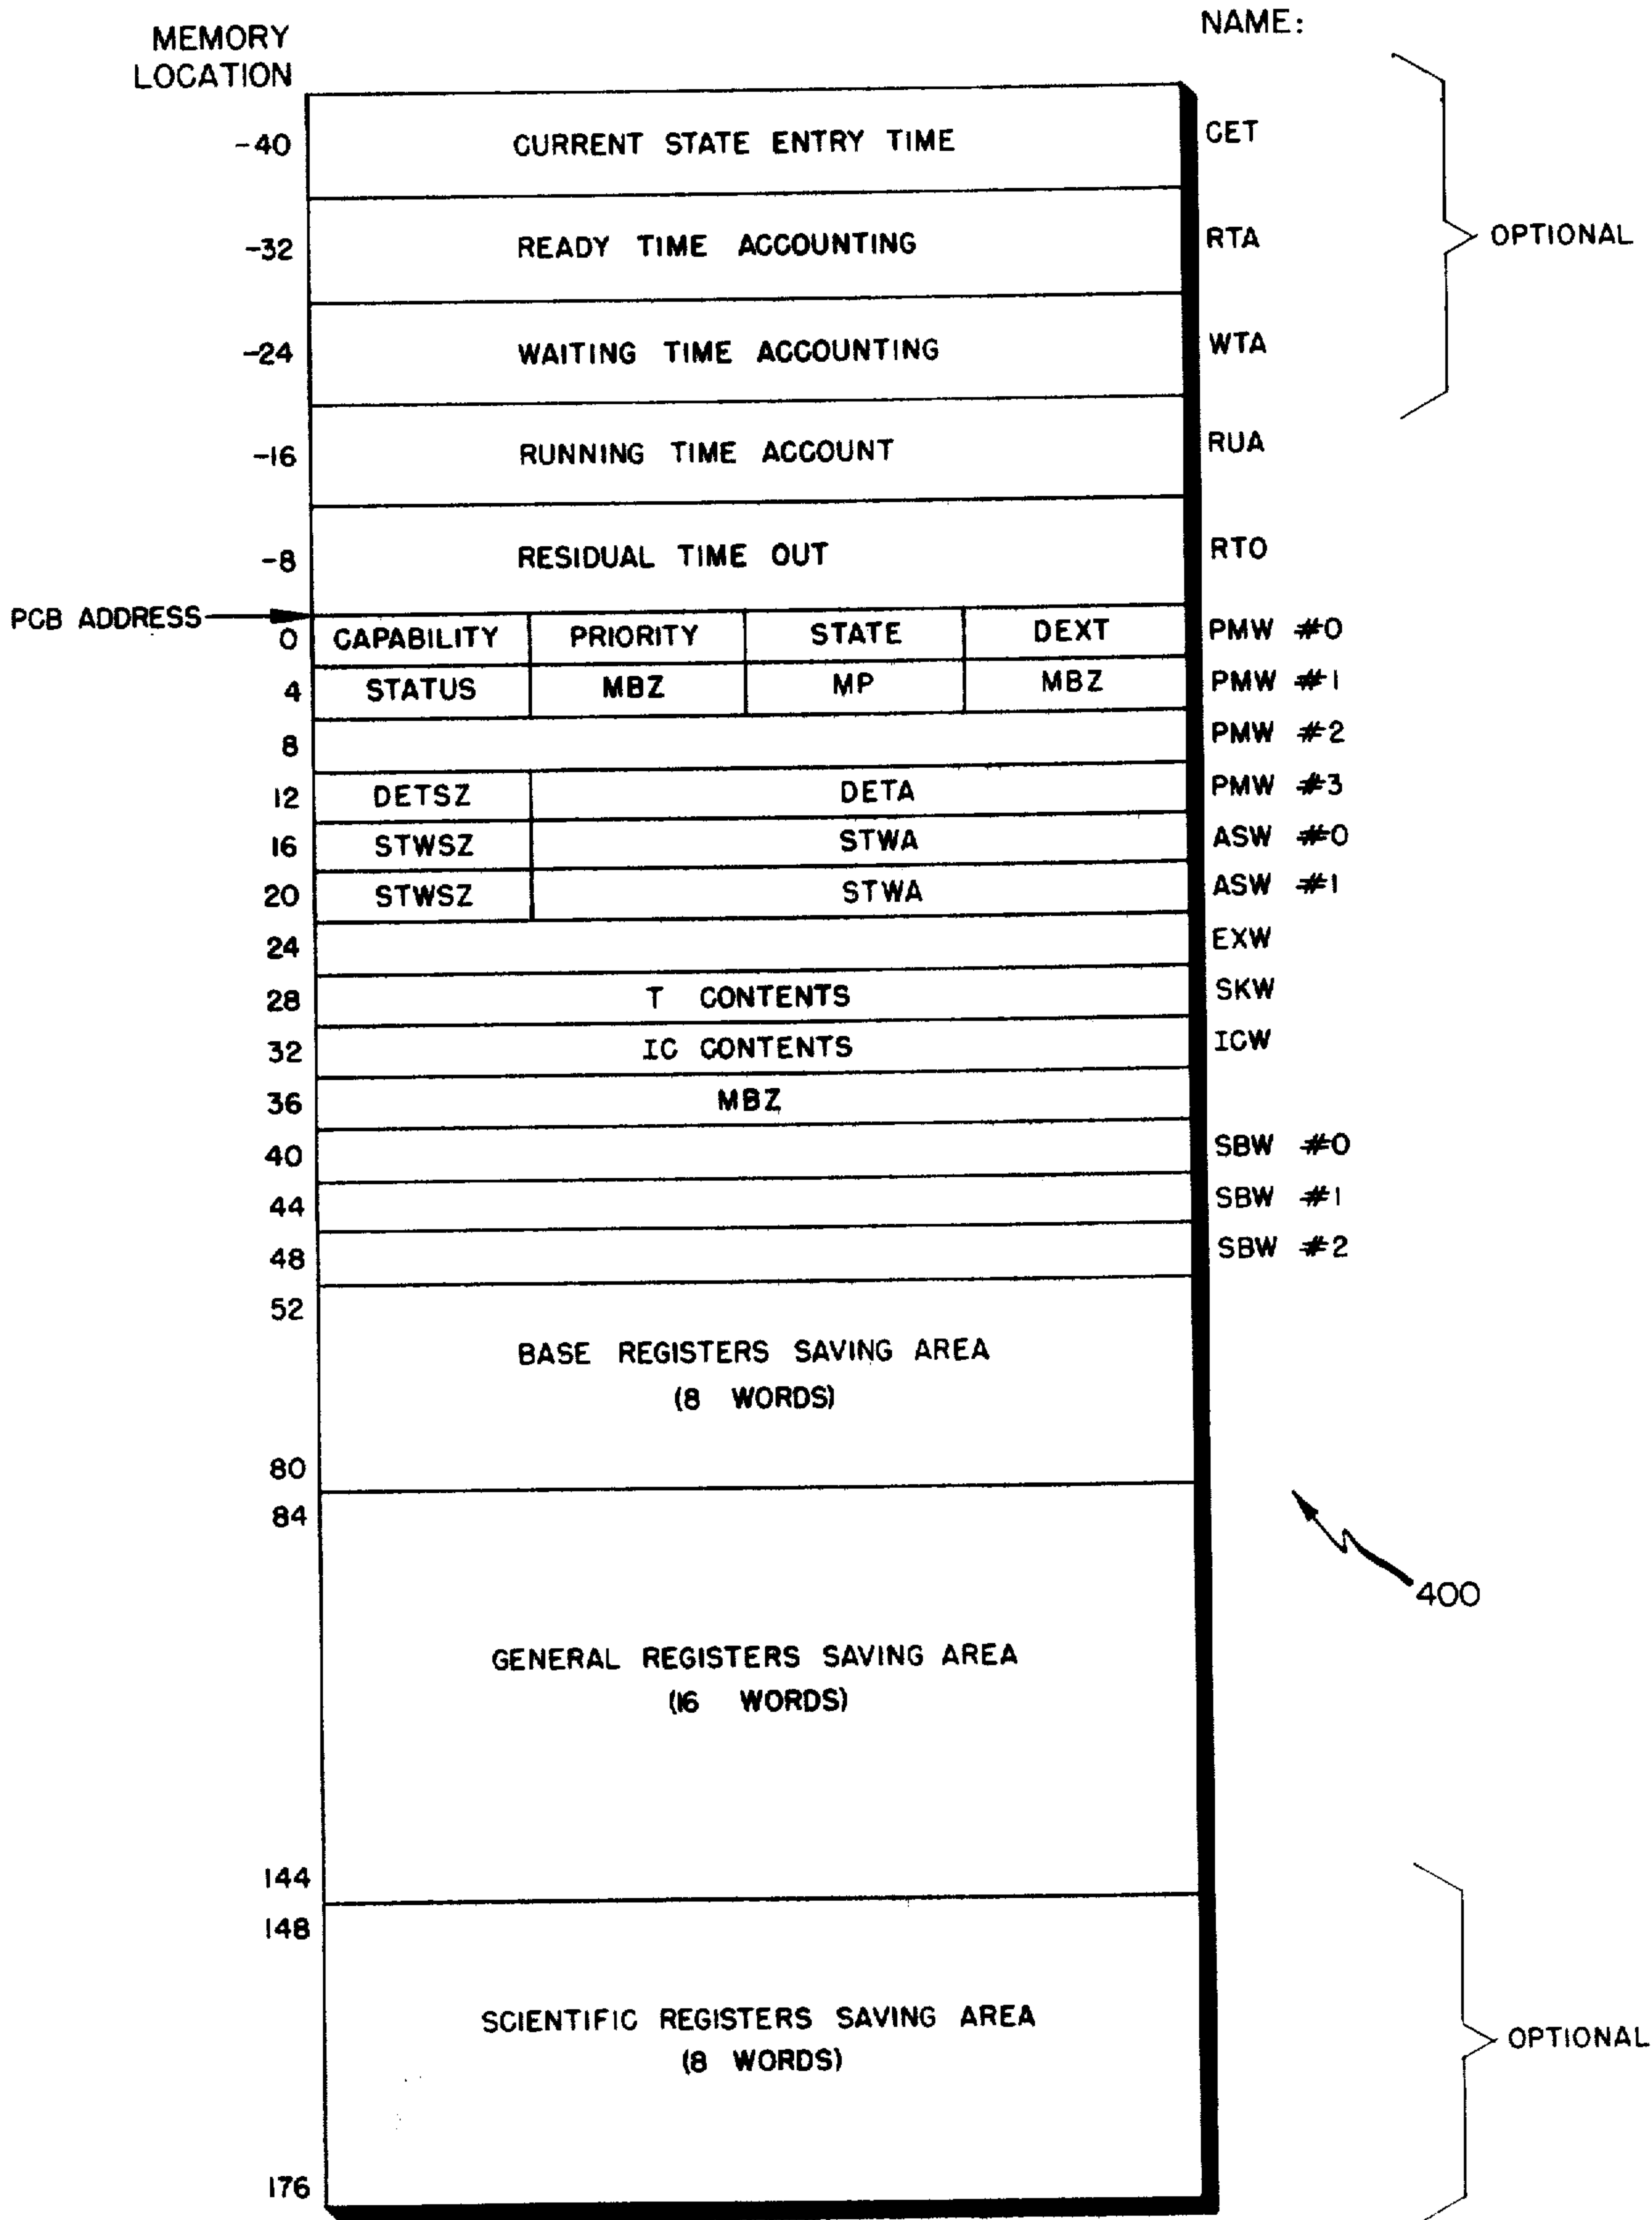 NAME:
MEMORY
LOCATION
-40 CURRENT STATE ENTRY TIME CET
-32 READY TIME ACCOUNTING RTA
OPTIONAL
-24 WAITING TIME ACCOUNTING WTA
-16 RUNNING TIME ACCOUNT RUA
-8 RESIDUAL TIME OUT RTO
PCB ADDRESS
0 CAPABILITY PRIORITY STATE DEXT PMW #0
4 STATUS MBZ MP MBZ PMW #1
8 PMW #2
12 DETSZ DETA PMW #3
16 STWSZ STWA ASW #0
20 STWSZ STWA ASW #1
24 EXW
28 T CONTENTS SKW
32 IC CONTENTS ICW
36 MBZ
40 SBW #0
44 SBW #1
48 SBW #2
52
BASE REGISTERS SAVING AREA
(8 WORDS)
80
84
400
GENERAL REGISTERS SAVING AREA
(16 WORDS)
144
148
SCIENTIFIC REGISTERS SAVING AREA
OPTIONAL
(8 WORDS)
176